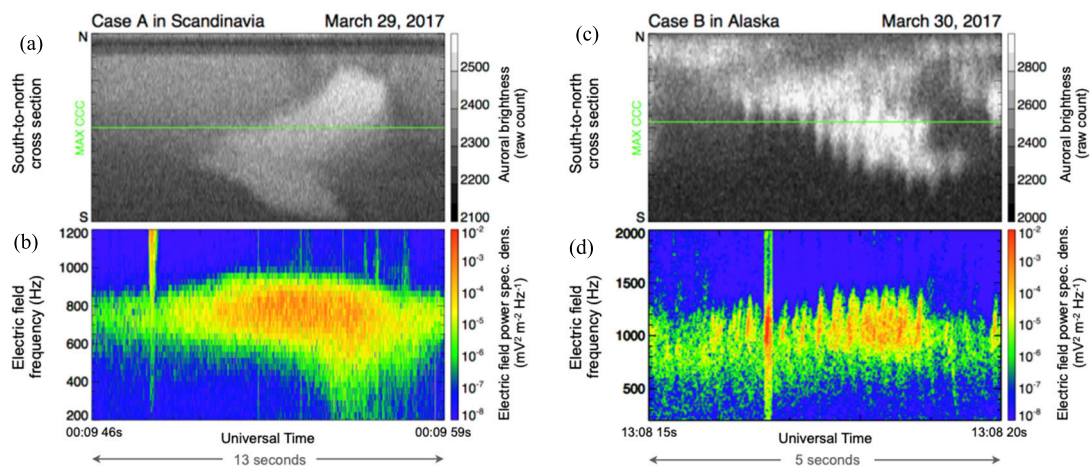 Case A in Scandinavia March 29, 2017
(a)
N
South-to-north
cross section
MAX CCC
S
2500
2400
2300
2200
2100
Auroral brightness
(raw count)
(b)
1200
1000
800
600
400
200
Electric field
frequency (Hz)
10-2
10-3
10-4
10-5
10-6
10-7
10-8
Electric field power spec. dens.
(mV² m⁻² Hz⁻¹)
00:09 46s Universal Time 00:09 59s
13 seconds
Case B in Alaska March 30, 2017
(c)
N
South-to-north
cross section
MAX CCC
S
2800
2600
2400
2200
2000
Auroral brightness
(raw count)
(d)
2000
1500
1000
500
Electric field
frequency (Hz)
10-2
10-3
10-4
10-5
10-6
10-7
10-8
Electric field power spec. dens.
(mV² m⁻² Hz⁻¹)
13:08 15s Universal Time 13:08 20s
5 seconds